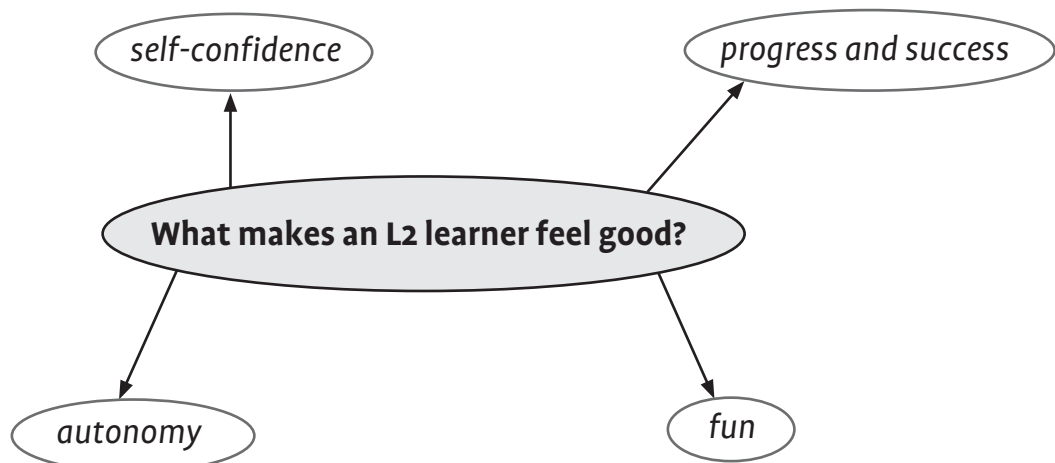 self-confidence
progress and success
What makes an L2 learner feel good?
autonomy
fun